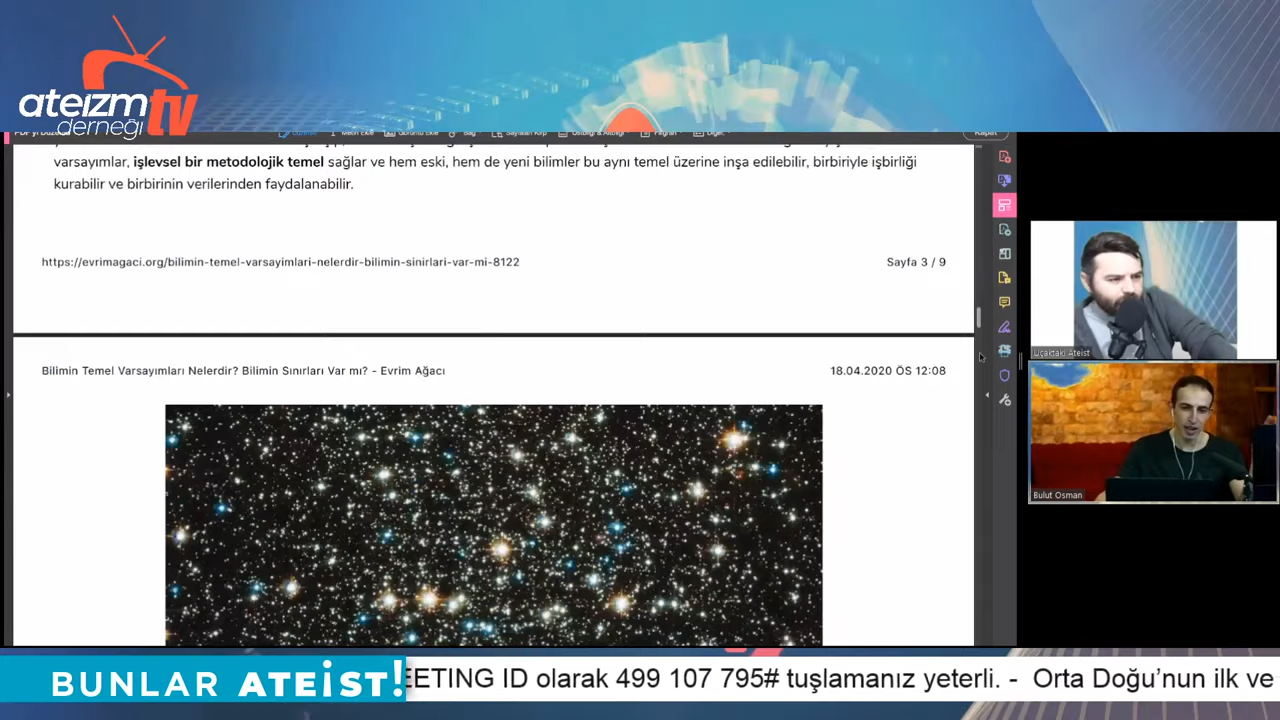 ateizm tv
derneği
varsayımlar, işlevsel bir metodolojik temel sağlar ve hem eski, hem de yeni bilimler bu aynı temel üzerine inşa edilebilir, birbiriyle işbirliği
kurabilir ve birbirinin verilerinden faydalanabilir.
https://evrimagaci.org/bilimin-temel-varsayimlari-nelerdir-bilimin-sinirlari-var-mi-8122
Sayfa 3 / 9
Bilimin Temel Varsayımları Nelerdir? Bilimin Sınırları Var mı? - Evrim Ağacı
18.04.2020 ÖS 12:08
Uçaktaki Ateist
Bulut Osman
BUNLAR ATEİST!
EETING ID olarak 499 107 795# tuşlamanız yeterli. - Orta Doğu’nun ilk ve